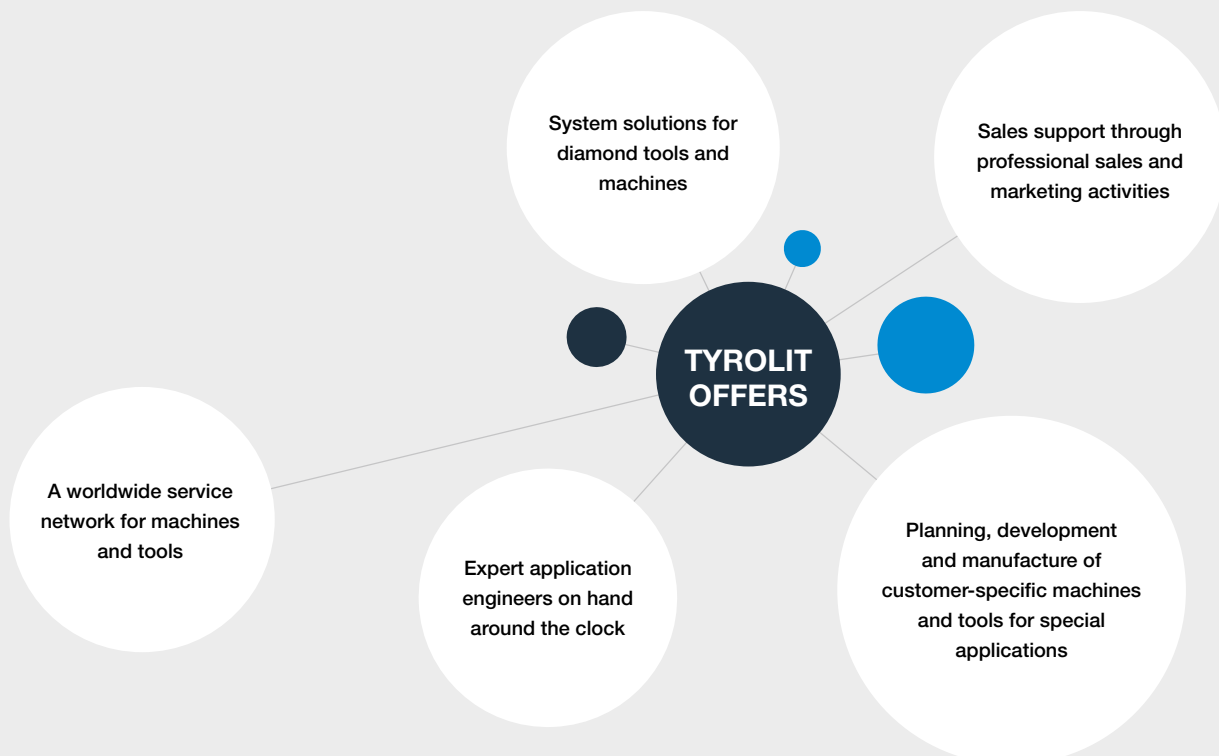 System solutions for
diamond tools and
machines
Sales support through
professional sales and
marketing activities
TYROLIT
OFFERS
A worldwide service
network for machines
and tools
Expert application
engineers on hand
around the clock
Planning, development
and manufacture of
customer-specific machines
and tools for special
applications